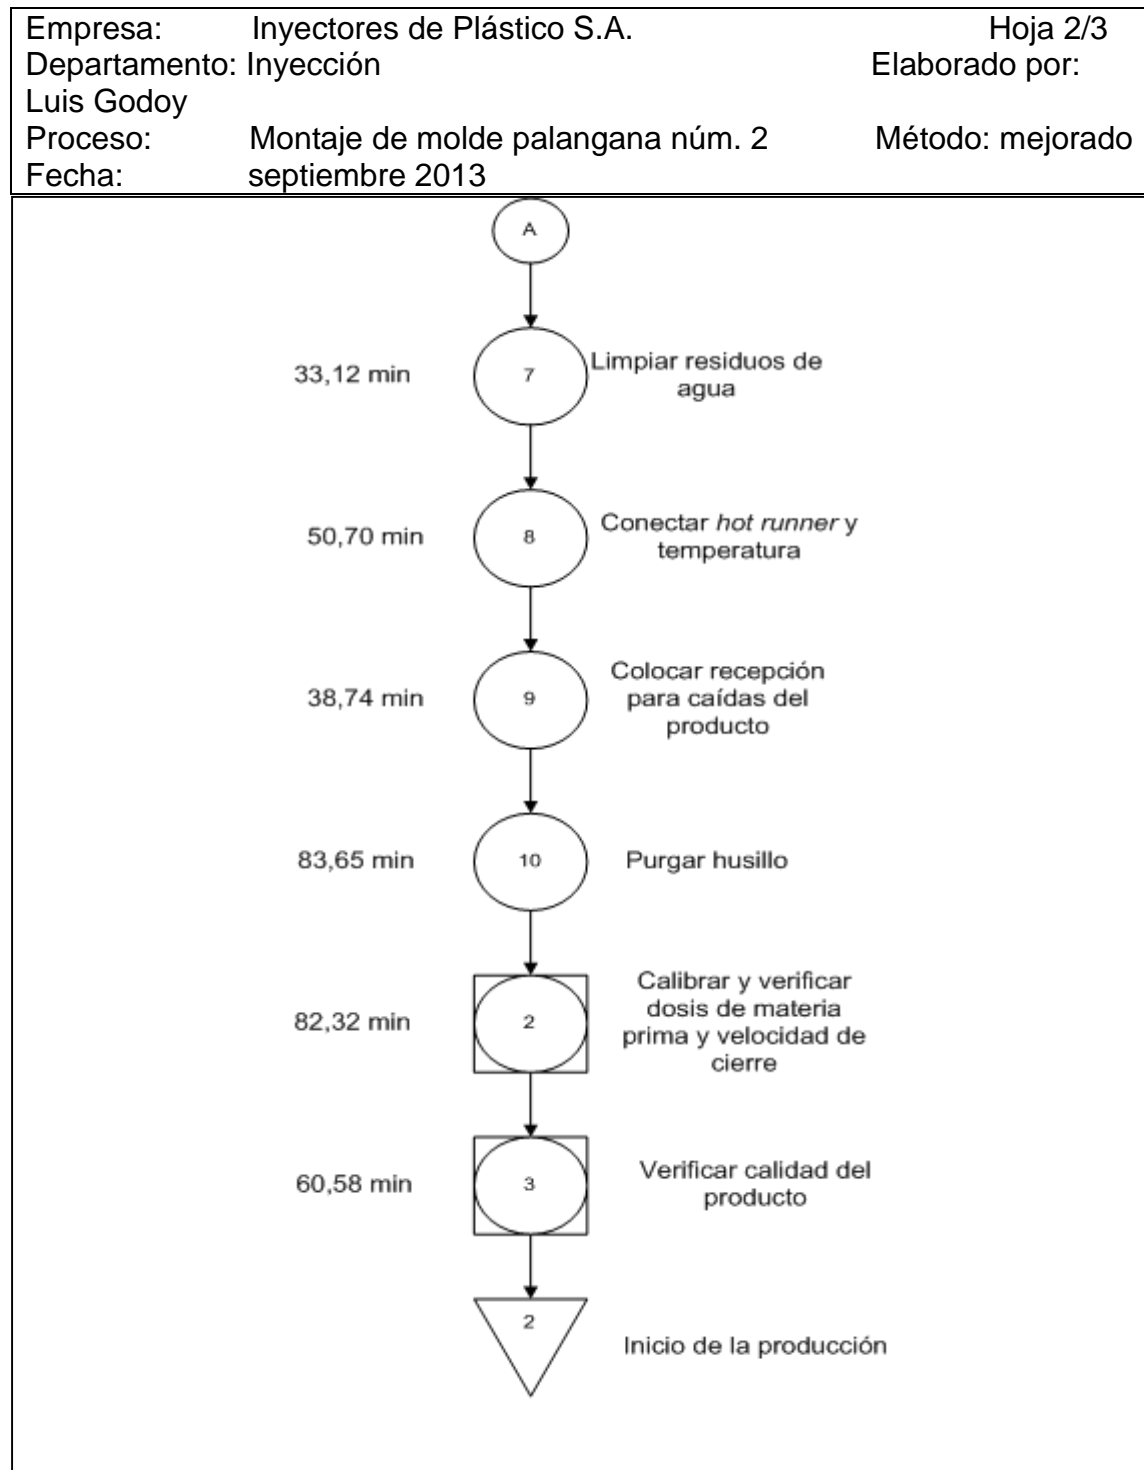 Empresa: Inyectores de Plástico S.A. Hoja 2/3
Departamento: Inyección Elaborado por:
Luis Godoy
Proceso: Montaje de molde palangana núm. 2 Método: mejorado
Fecha: septiembre 2013
A
33,12 min
7
Limpiar residuos de
agua
50,70 min
8
Conectar hot runner y
temperatura
38,74 min
9
Colocar recepción
para caídas del
producto
83,65 min
10
Purgar husillo
82,32 min
2
Calibrar y verificar
dosis de materia
prima y velocidad de
cierre
60,58 min
3
Verificar calidad del
producto
2
Inicio de la producción